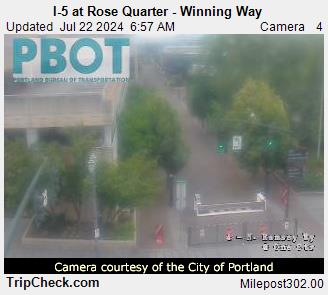 I-5 at Rose Quarter - Winning Way
Updated Jul 22 2024 6:57 AM Camera 4
PBOT
PORTLAND BUREAU OF TRANSPORTATION
Camera courtesy of the City of Portland
TripCheck.com Milepost302.00